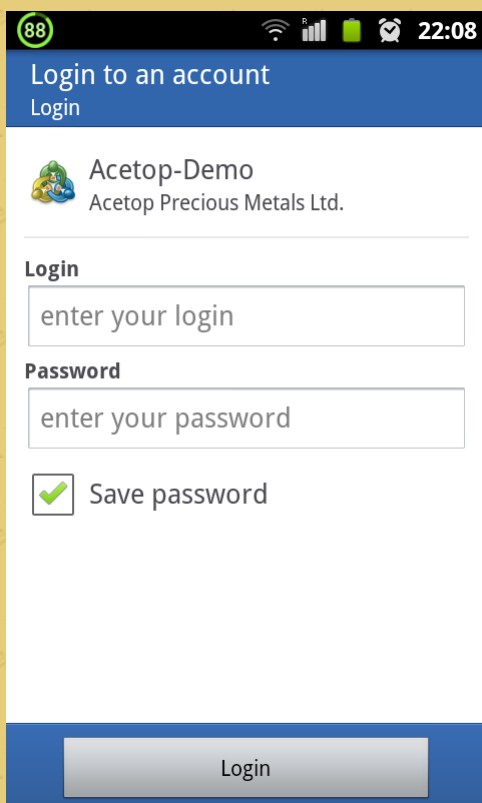 88
R
22:08
Login to an account
Login
Acetop-Demo
Acetop Precious Metals Ltd.
Login
enter your login
Password
enter your password
Save password
Login